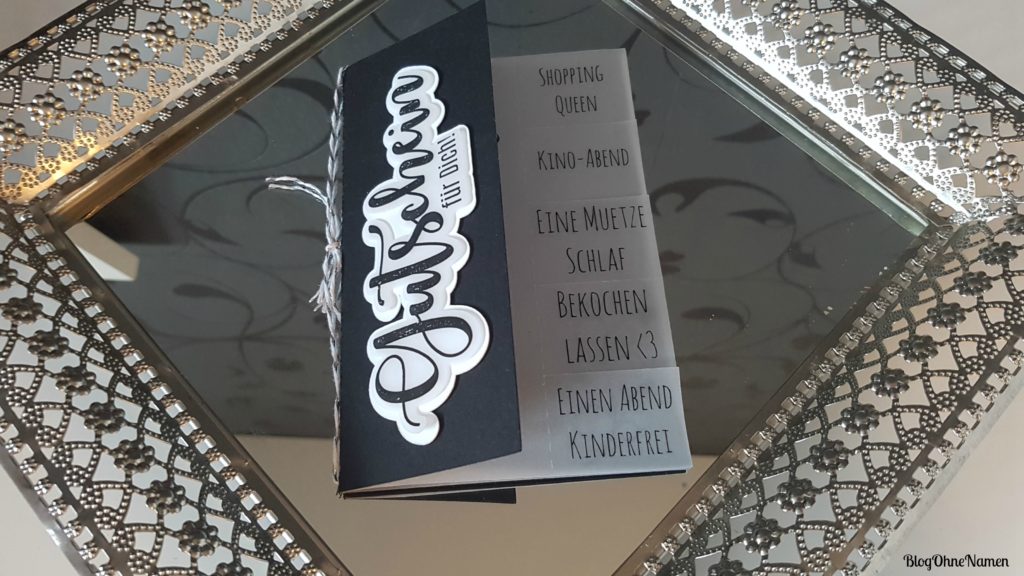 Gutschein
für Dich!..
Shopping
Queen
Kino-Abend
Eine Muetze
Schlaf
Bekochen
lassen <3
Einen Abend
Kinderfrei
BlogOhneNamen